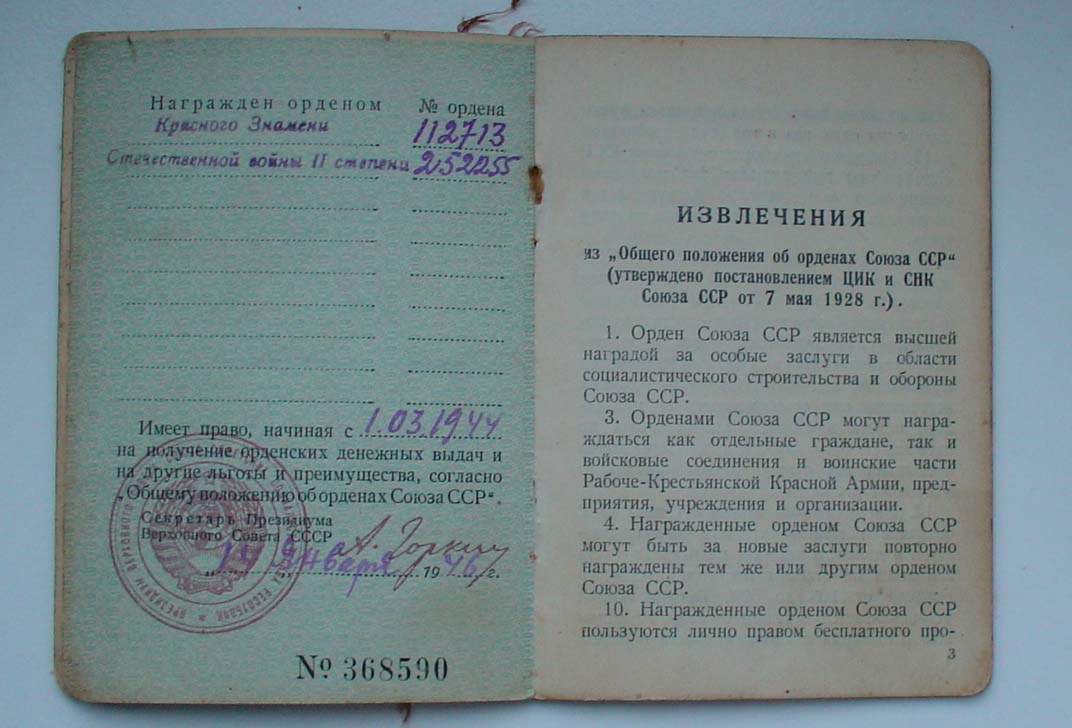 Награжден орденом № ордена
Красного Знамени 112713
Отечественной войны II степени 252255
Имеет право, начиная с 1.03.1944
на получение орденских денежных выдач и
на другие льготы и преимущества, согласно
„Общему положению об орденах Союза ССР“.
Секретарь Президиума
Верховного Совета СССР А. Горкин
января 1946 г.
№ 368590
ИЗВЛЕЧЕНИЯ
из „Общего положения об орденах Союза ССР“
(утверждено постановлением ЦИК и СНК
Союза ССР от 7 мая 1928 г.).
1. Орден Союза ССР является высшей
наградой за особые заслуги в области
социалистического строительства и обороны
Союза ССР.
3. Орденами Союза ССР могут награ-
ждаться как отдельные граждане, так и
войсковые соединения и воинские части
Рабоче-Крестьянской Красной Армии, пред-
приятия, учреждения и организации.
4. Награжденные орденом Союза ССР
могут быть за новые заслуги повторно
награждены тем же или другим орденом
Союза ССР.
10. Награжденные орденом Союза ССР
пользуются лично правом бесплатного про-
3